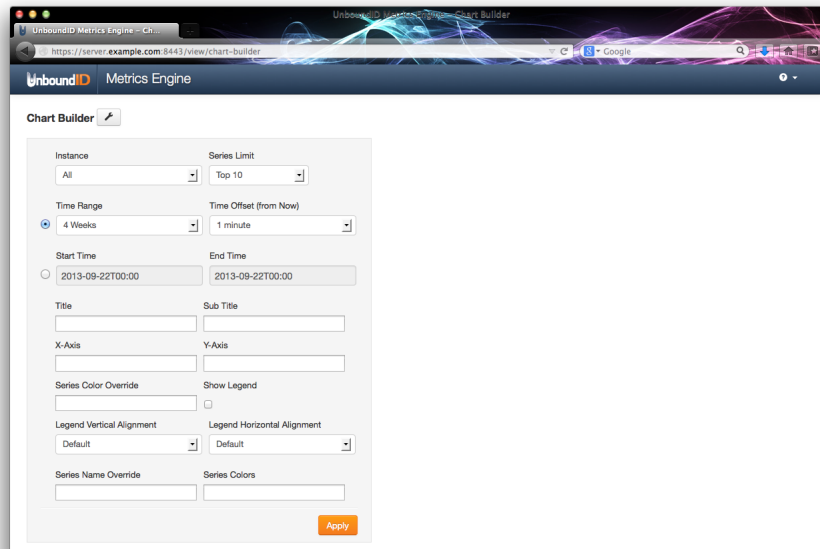 UnboundID Metrics Engine – Chart Builder
UnboundID Metrics Engine – Ch...
https://server.example.com:8443/view/chart-builder
Google
UnboundID Metrics Engine
Chart Builder
Instance Series Limit
All Top 10
Time Range Time Offset (from Now)
4 Weeks 1 minute
Start Time End Time
2013-09-22T00:00 2013-09-22T00:00
Title Sub Title
X-Axis Y-Axis
Series Color Override Show Legend
Legend Vertical Alignment Legend Horizontal Alignment
Default Default
Series Name Override Series Colors
Apply